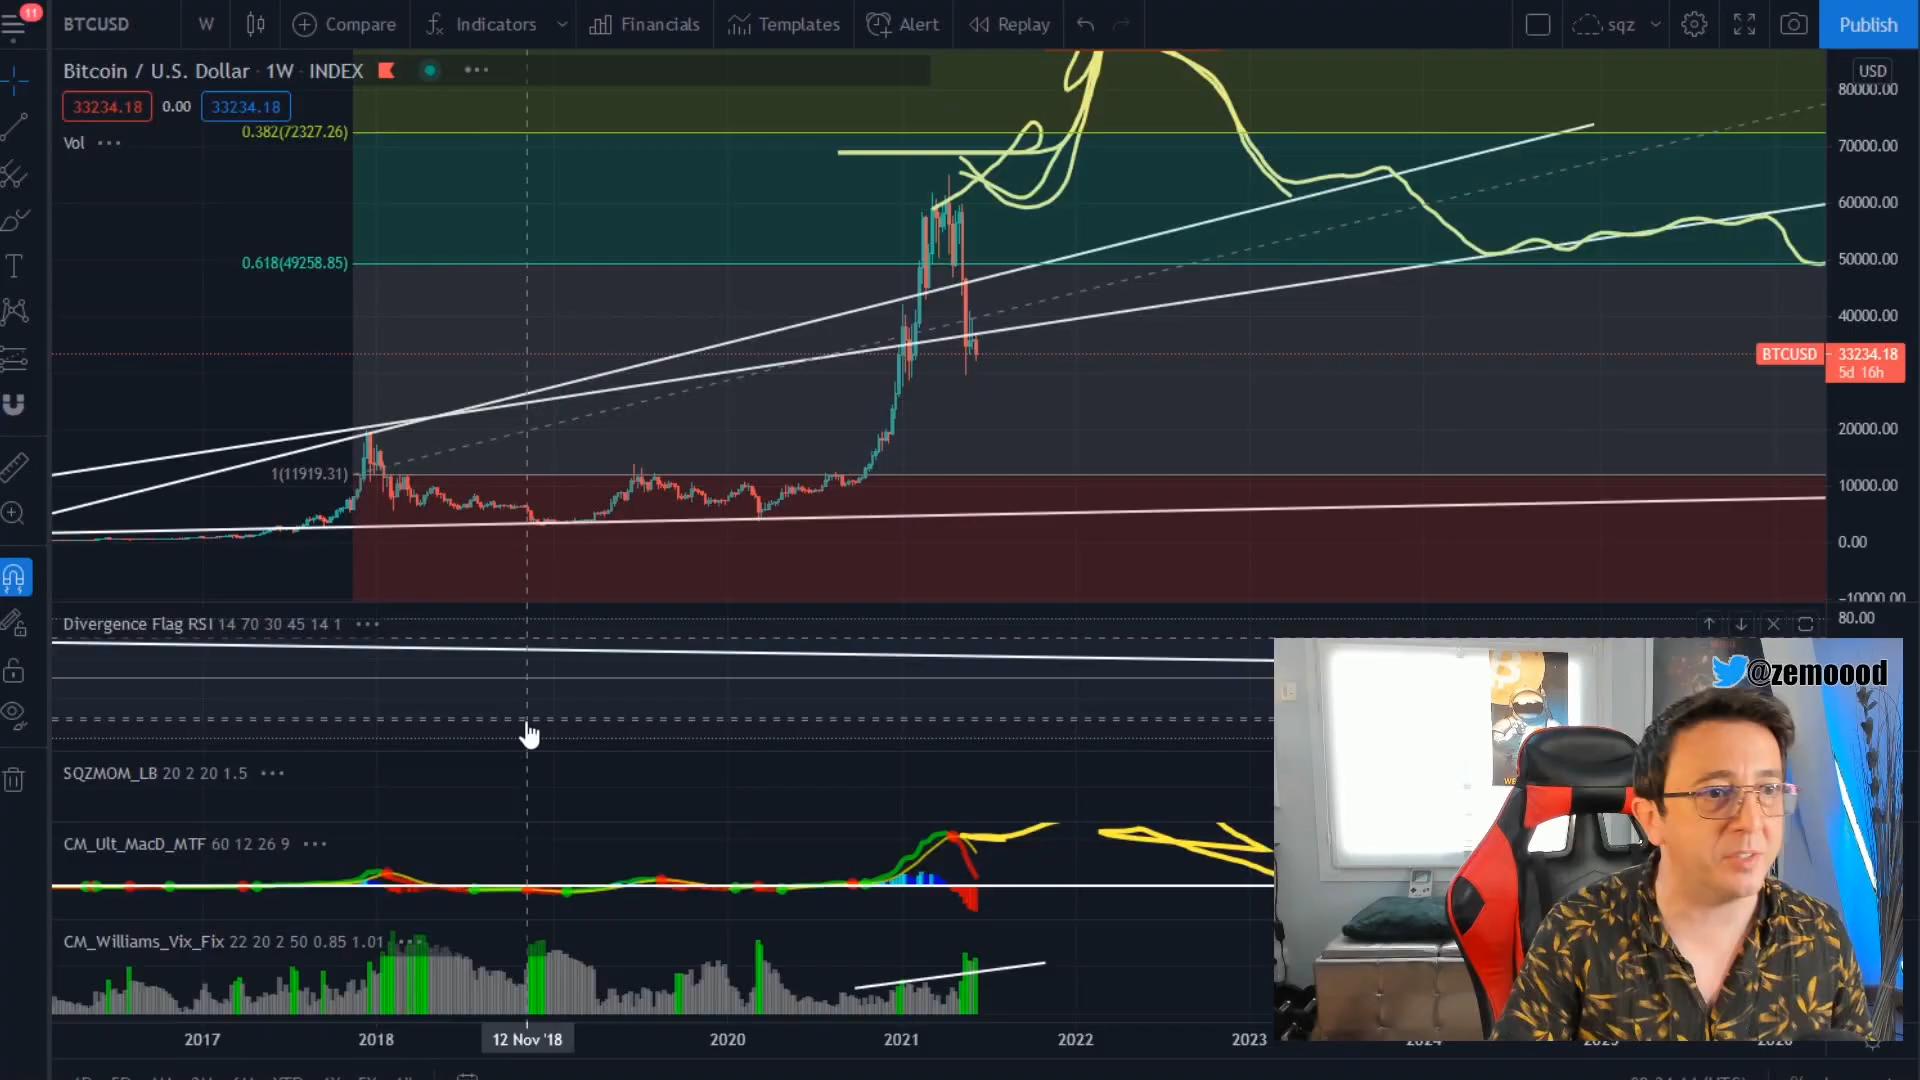 11
BTCUSD W Compare Indicators Financials Templates Alert Replay sqz Publish
Bitcoin / U.S. Dollar · 1W · INDEX
USD
33234.18 0.00 33234.18
80000.00
0.382(72327.26)
Vol
70000.00
60000.00
0.618(49258.85)
50000.00
40000.00
BTCUSD 33234.18
5d 16h
20000.00
1(11919.31)
10000.00
0.00
-10000.00
Divergence Flag RSI 14 70 30 45 14 1
80.00
@zemoood
SQZMOM_LB 20 2 20 1.5
CM_Ult_MacD_MTF 60 12 26 9
CM_Williams_Vix_Fix 22 20 2 50 0.85 1.01
2017 2018 12 Nov '18 2020 2021 2022 2023